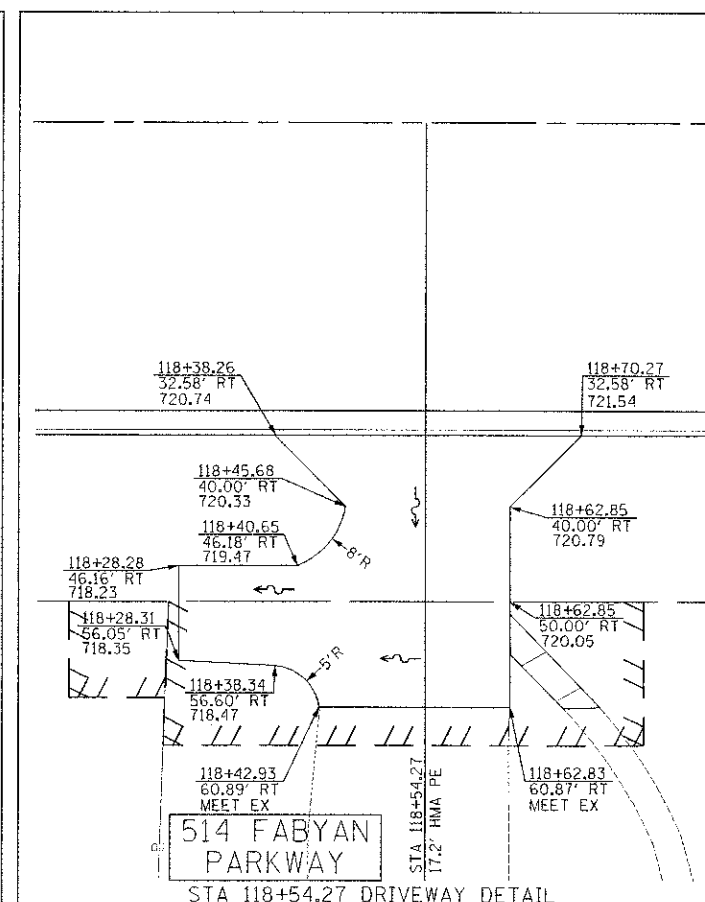 118+38.26
32.58' RT
720.74
118+70.27
32.58' RT
721.54
118+45.68
40.00' RT
720.33
118+62.85
40.00' RT
720.79
118+40.65
46.18' RT
719.47
8'R
118+28.28
46.16' RT
718.23
118+28.31
56.05' RT
718.35
118+62.85
50.00' RT
720.05
118+38.34
56.60' RT
718.47
5'R
118+42.93
60.89' RT
MEET EX
118+62.83
60.87' RT
MEET EX
STA 118+54.27
17.2' HMA PE
514 FABYAN
PARKWAY
STA 118+54.27 DRIVEWAY DETAIL